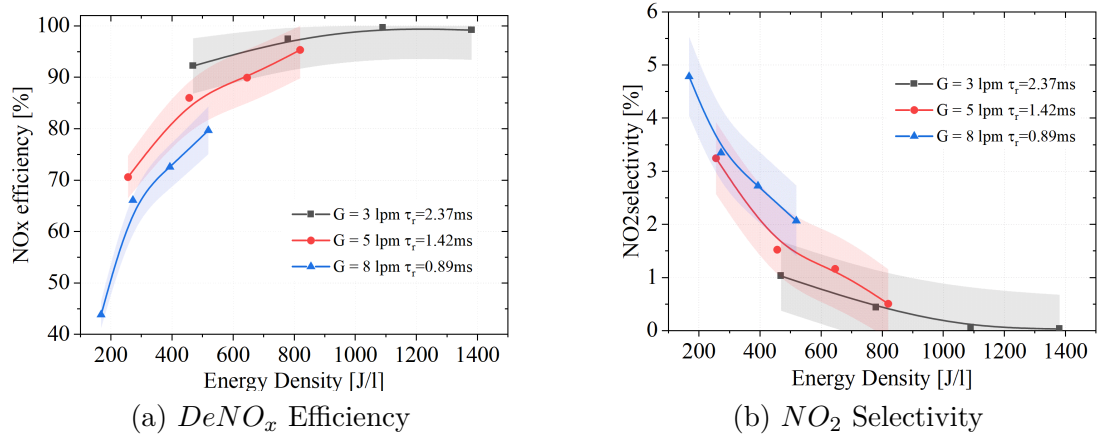 NOx efficiency [%]
100
90
80
70
60
50
40
G = 3 lpm τr=2.37ms
G = 5 lpm τr=1.42ms
G = 8 lpm τr=0.89ms
200 400 600 800 1000 1200 1400
Energy Density [J/l]
(a) DeNOx Efficiency
NO2selectivity [%]
6
5
4
3
2
1
0
G = 3 lpm τr=2.37ms
G = 5 lpm τr=1.42ms
G = 8 lpm τr=0.89ms
200 400 600 800 1000 1200 1400
Energy Density [J/l]
(b) NO2 Selectivity